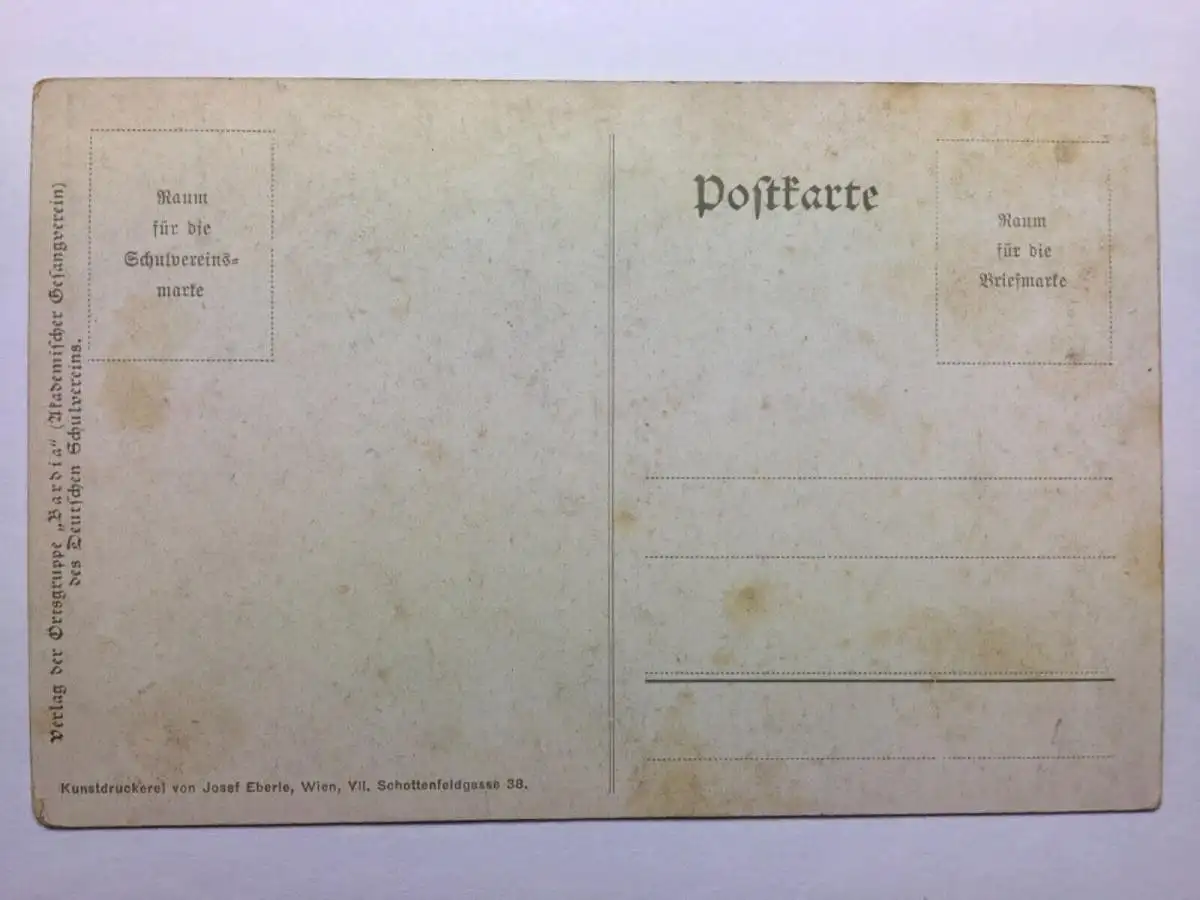 Verlag der Ortsgruppe „Bardia“ (Akademischer Gesangverein)
des Deutschen Schulvereins.
Raum
für die
Schulvereins=
marke
Postkarte
Raum
für die
Briefmarke
Kunstdruckerei von Josef Eberle, Wien, VII. Schottenfeldgasse 38.